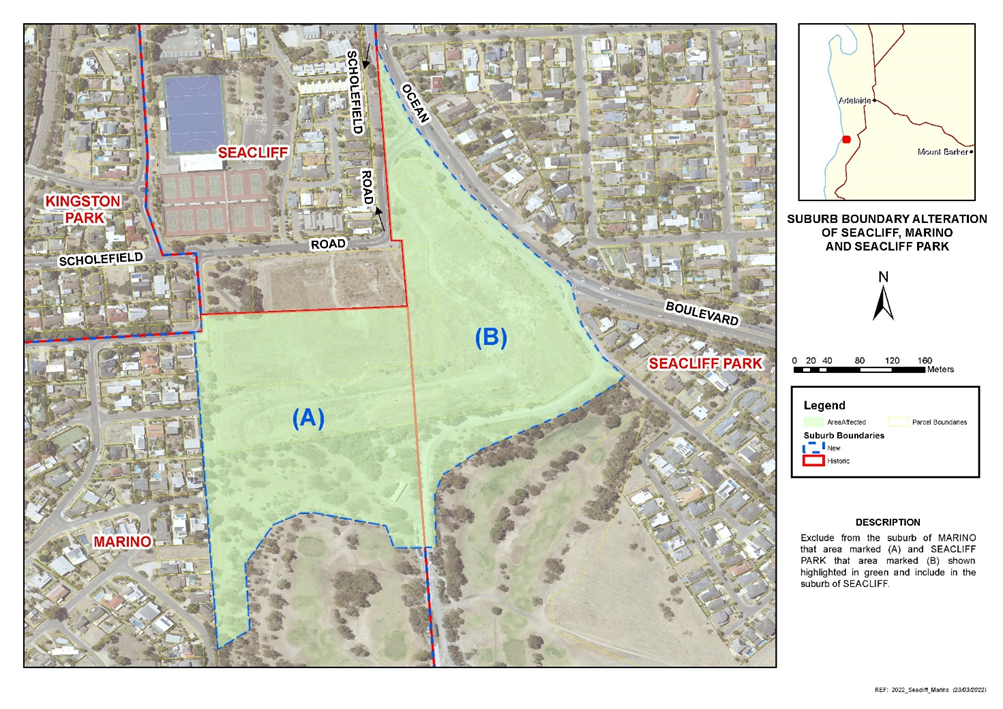 SCHOLEFIELD
ROAD
OCEAN
SEACLIFF
KINGSTON
PARK
SCHOLEFIELD
ROAD
BOULEVARD
(B)
SEACLIFF PARK
(A)
MARINO
Adelaide
Mount Barker
SUBURB BOUNDARY ALTERATION
OF SEACLIFF, MARINO
AND SEACLIFF PARK
N
0 20 40 80 120 160
Meters
Legend
AreaAffected Parcel Boundaries
Suburb Boundaries
New
Historic
DESCRIPTION
Exclude from the suburb of MARINO
that area marked (A) and SEACLIFF
PARK that area marked (B) shown
highlighted in green and include in the
suburb of SEACLIFF.
REF: 2022_Seacliff_Marino (23/03/2022)